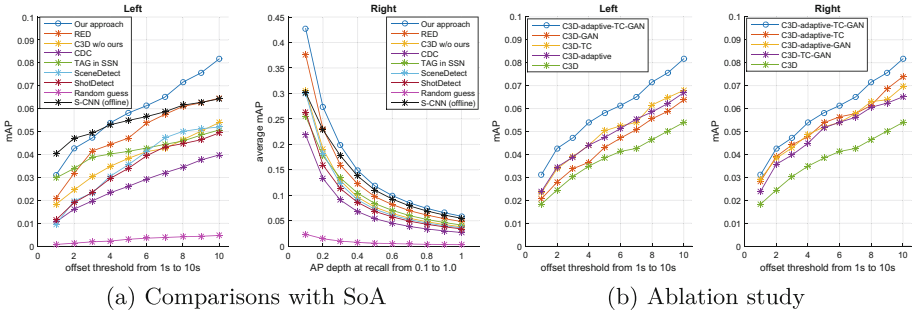 Left
0.1
0.09
0.08
0.07
0.06
0.05
0.04
0.03
0.02
0.01
0
mAP
0 2 4 6 8 10
offset threshold from 1s to 10s
Our approach
RED
C3D w/o ours
CDC
TAG in SSN
SceneDetect
ShotDetect
Random guess
S-CNN (offline)
Right
0.45
0.35
0.25
0.15
0.05
0
average mAP
0 0.2 0.4 0.6 0.8 1
AP depth at recall from 0.1 to 1.0
Our approach
RED
C3D w/o ours
CDC
TAG in SSN
SceneDetect
ShotDetect
Random guess
S-CNN (offline)
(a) Comparisons with SoA
Left
0.1
0.09
0.08
0.07
0.06
0.05
0.04
0.03
0.02
0.01
0
mAP
0 2 4 6 8 10
offset threshold from 1s to 10s
C3D-adaptive-TC-GAN
C3D-GAN
C3D-TC
C3D-adaptive
C3D
Right
0.1
0.09
0.08
0.07
0.06
0.05
0.04
0.03
0.02
0.01
0
mAP
0 2 4 6 8 10
offset threshold from 1s to 10s
C3D-adaptive-TC-GAN
C3D-adaptive-TC
C3D-adaptive-GAN
C3D-TC-GAN
C3D
(b) Ablation study